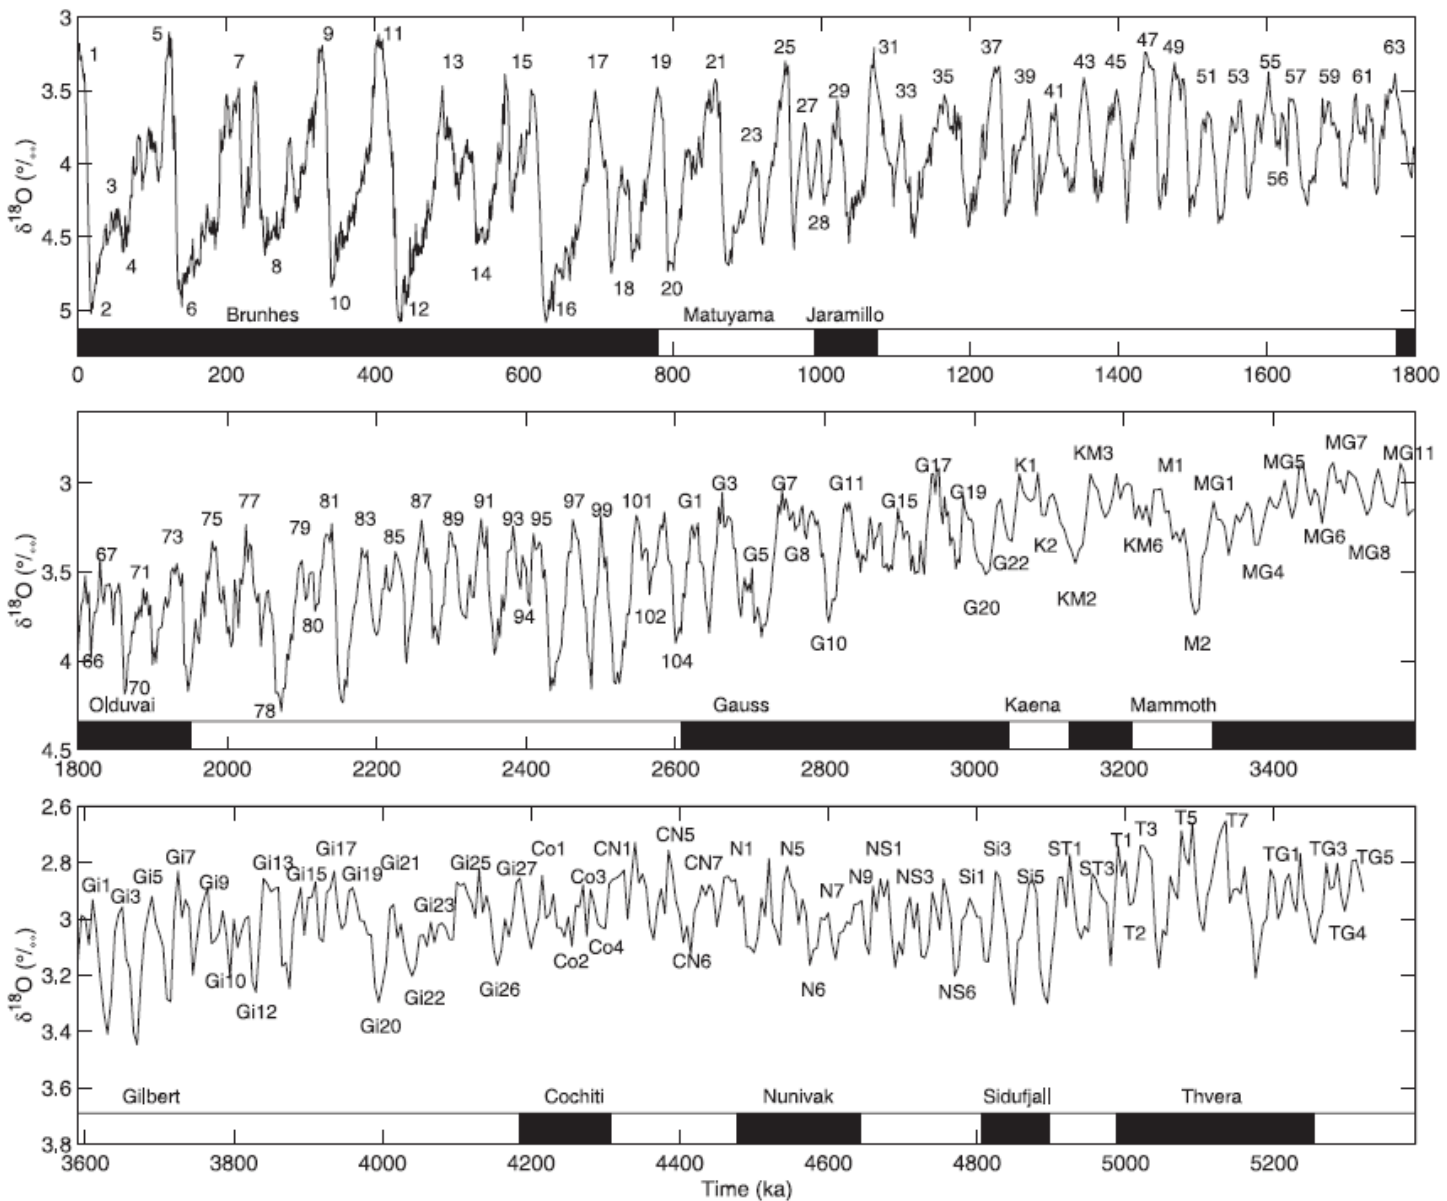 3
1 5 7 9 11 13 15 17 19 21 25 31 37 43 45 47 49 55 63
3.5
3 23 27 29 33 35 39 41 51 53 57 59 61
4
56
28
4.5
4 8 14 18 20
2 6 10 12 16
5
δ18O (°/₀₀)
Brunhes Matuyama Jaramillo
0 200 400 600 800 1000 1200 1400 1600 1800
K1 KM3 M1 MG7 MG11
3
G3 G7 G11 G17 G19 MG1 MG5
67 73 75 77 79 81 83 85 87 89 91 93 95 97 99 101 G1 G15
3.5
71 80 94 102 G5 G8 G22 K2 KM6 MG4 MG6 MG8
G20 KM2
4
66 104 G10 M2
70
78
δ18O (°/₀₀)
Olduvai Gauss Kaena Mammoth
4.5
1800 2000 2200 2400 2600 2800 3000 3200 3400
2.6
T1 T3 T5 T7
CN5
2.8
Gi1 Gi3 Gi5 Gi7 Gi9 Gi13 Gi15 Gi17 Gi19 Gi21 Gi25 Gi27 Co1 Co3 CN1 CN7 N1 N5 N9 NS1 NS3 Si1 Si3 Si5 ST1 ST3 TG1 TG3 TG5
3
Gi23 N7 T2 TG4
Co2 Co4 CN6
3.2
Gi10 Gi12 Gi20 Gi22 Gi26 N6 NS6
3.4
3.6
δ18O (°/₀₀)
Gilbert Cochiti Nunivak Sidufjall Thvera
3.8
3600 3800 4000 4200 4400 4600 4800 5000 5200
Time (ka)